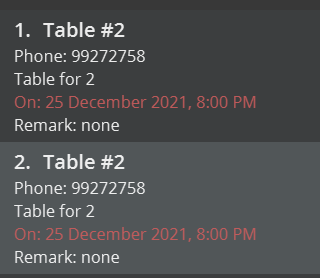 1. Table #2
Phone: 99272758
Table for 2
On: 25 December 2021, 8:00 PM
Remark: none
2. Table #2
Phone: 99272758
Table for 2
On: 25 December 2021, 8:00 PM
Remark: none